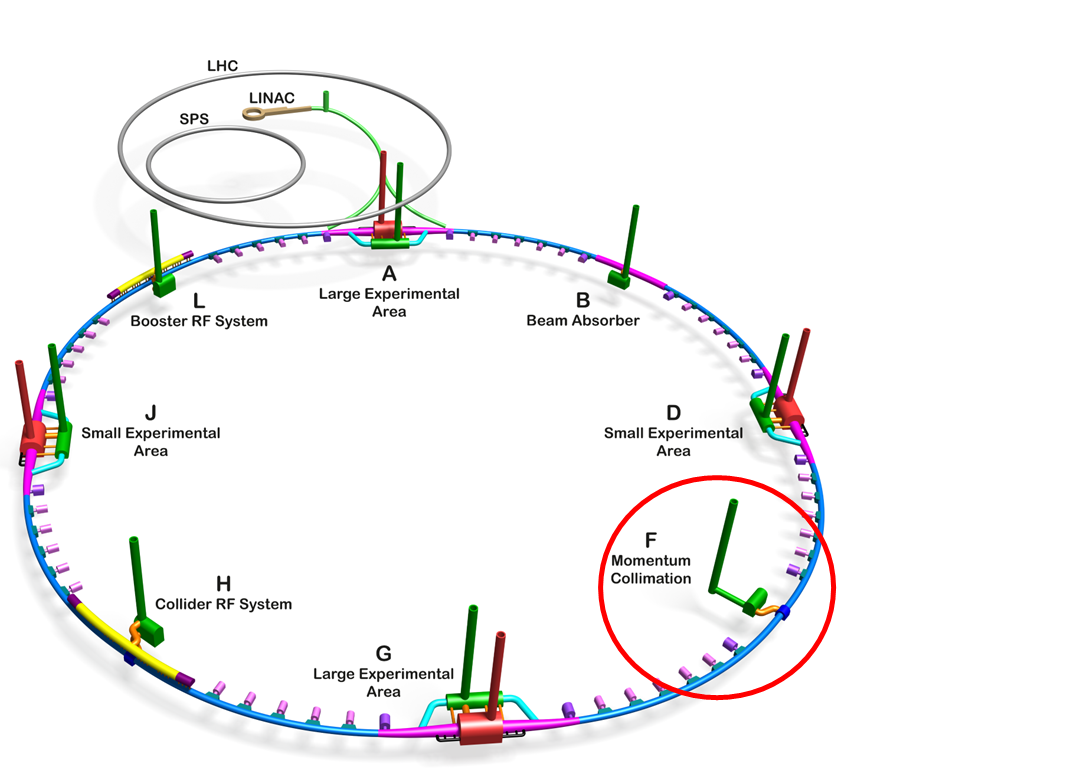 LHC
LINAC
SPS
A
Large Experimental
Area
L
Booster RF System
B
Beam Absorber
J
Small Experimental
Area
D
Small Experimental
Area
F
Momentum
Collimation
H
Collider RF System
G
Large Experimental
Area